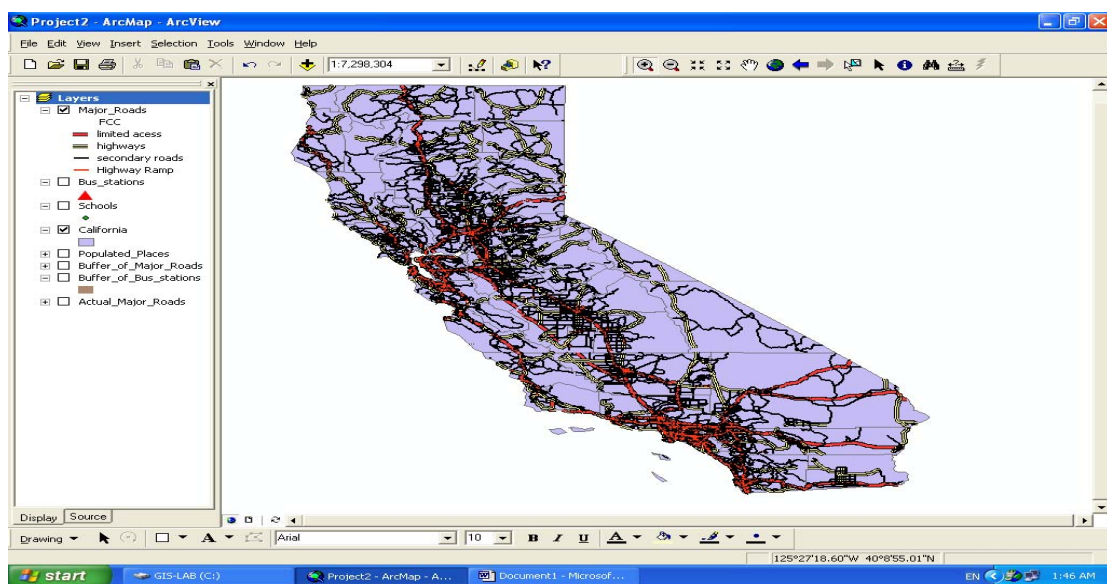 Project2 - ArcMap - ArcView
File Edit View Insert Selection Tools Window Help
1:7,298,304
Layers
Major_Roads
FCC
limited acess
highways
secondary roads
Highway Ramp
Bus_stations
Schools
California
Populated_Places
Buffer_of_Major_Roads
Buffer_of_Bus_stations
Actual_Major_Roads
Display Source
Drawing A Arial 10 B I U A
125°27'18.60"W 40°8'55.01"N
start GIS-LAB (C:) Project2 - ArcMap - A... Document1 - Microsof... EN 1:46 AM